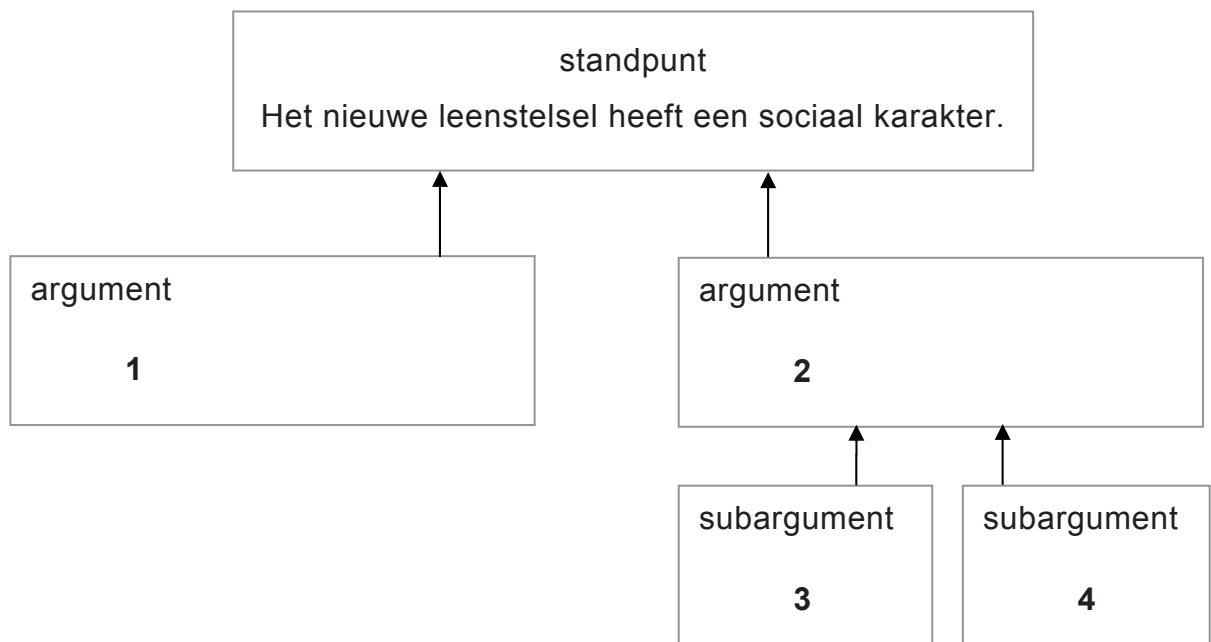 standpunt
Het nieuwe leenstelsel heeft een sociaal karakter.
argument
1
argument
2
subargument
3
subargument
4